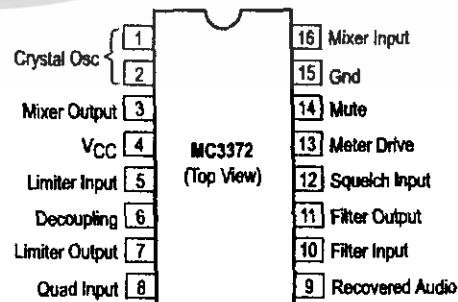 Crystal Osc
1
2
Mixer Output 3
VCC 4
Limiter Input 5
Decoupling 6
Limiter Output 7
Quad Input 8
MC3372
(Top View)
16 Mixer Input
15 Gnd
14 Mute
13 Meter Drive
12 Squelch Input
11 Filter Output
10 Filter Input
9 Recovered Audio